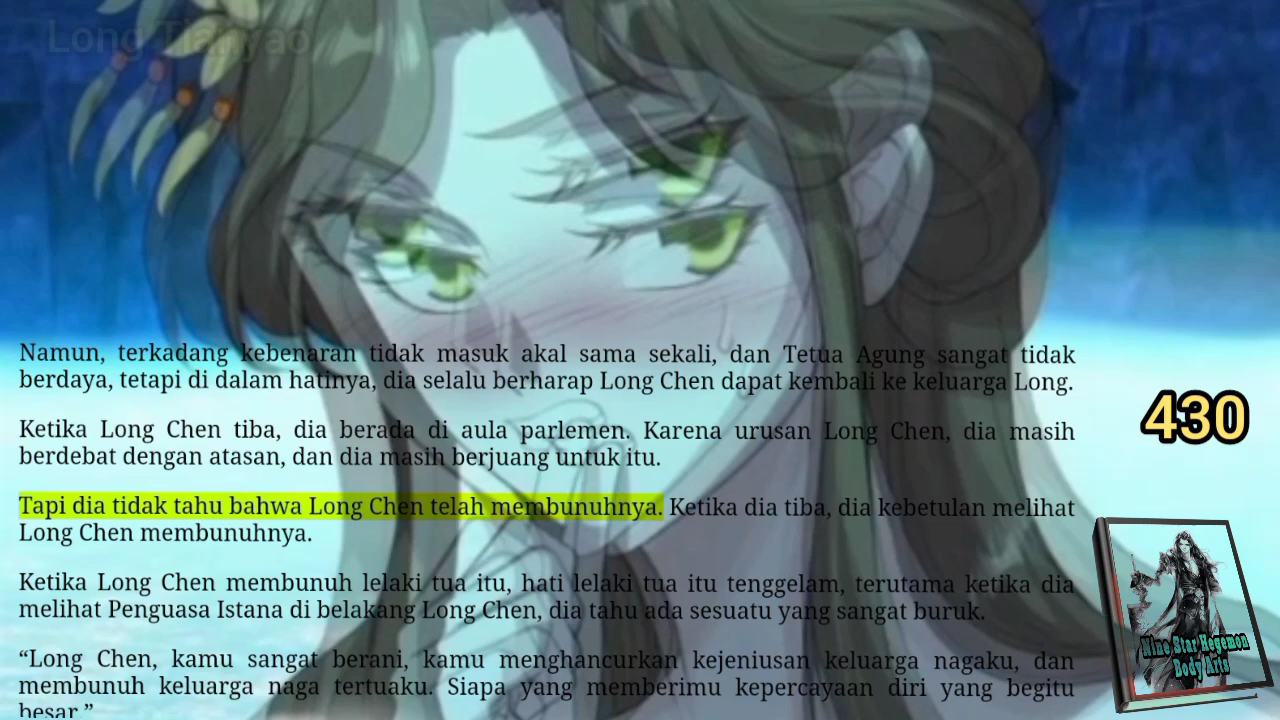 Long Tianyao
Namun, terkadang kebenaran tidak masuk akal sama sekali, dan Tetua Agung sangat tidak
berdaya, tetapi di dalam hatinya, dia selalu berharap Long Chen dapat kembali ke keluarga Long.
Ketika Long Chen tiba, dia berada di aula parlemen. Karena urusan Long Chen, dia masih
berdebat dengan atasan, dan dia masih berjuang untuk itu.
430
Tapi dia tidak tahu bahwa Long Chen telah membunuhnya. Ketika dia tiba, dia kebetulan melihat
Long Chen membunuhnya.
Ketika Long Chen membunuh lelaki tua itu, hati lelaki tua itu tenggelam, terutama ketika dia
melihat Penguasa Istana di belakang Long Chen, dia tahu ada sesuatu yang sangat buruk.
“Long Chen, kamu sangat berani, kamu menghancurkan kejeniusan keluarga nagaku, dan
membunuh keluarga naga tertuaku. Siapa yang memberimu kepercayaan diri yang begitu
besar.”
Nine Star Hegemon
Body Arts